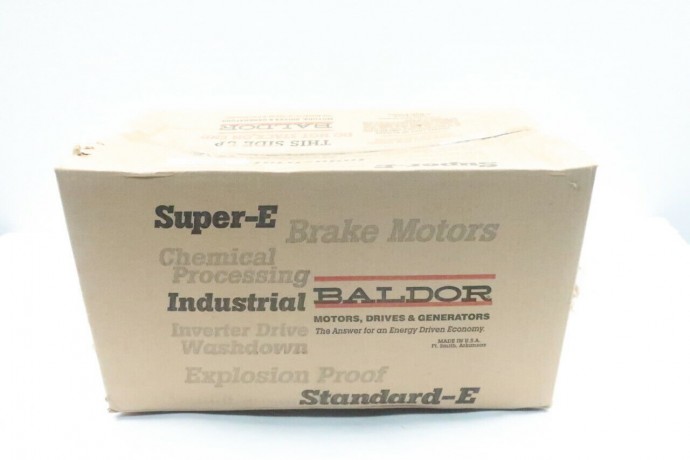 THIS SIDE UP
BALDOR
Super-E
Super-E
Brake Motors
Chemical
Processing
Industrial
BALDOR
MOTORS, DRIVES & GENERATORS
The Answer for an Energy Driven Economy.
Inverter Drive
Washdown
MADE IN U.S.A.
Ft. Smith, Arkansas
Explosion Proof
Standard-E